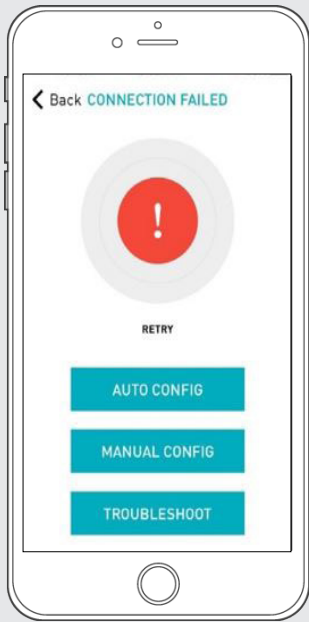 Back CONNECTION FAILED
!
RETRY
AUTO CONFIG
MANUAL CONFIG
TROUBLESHOOT